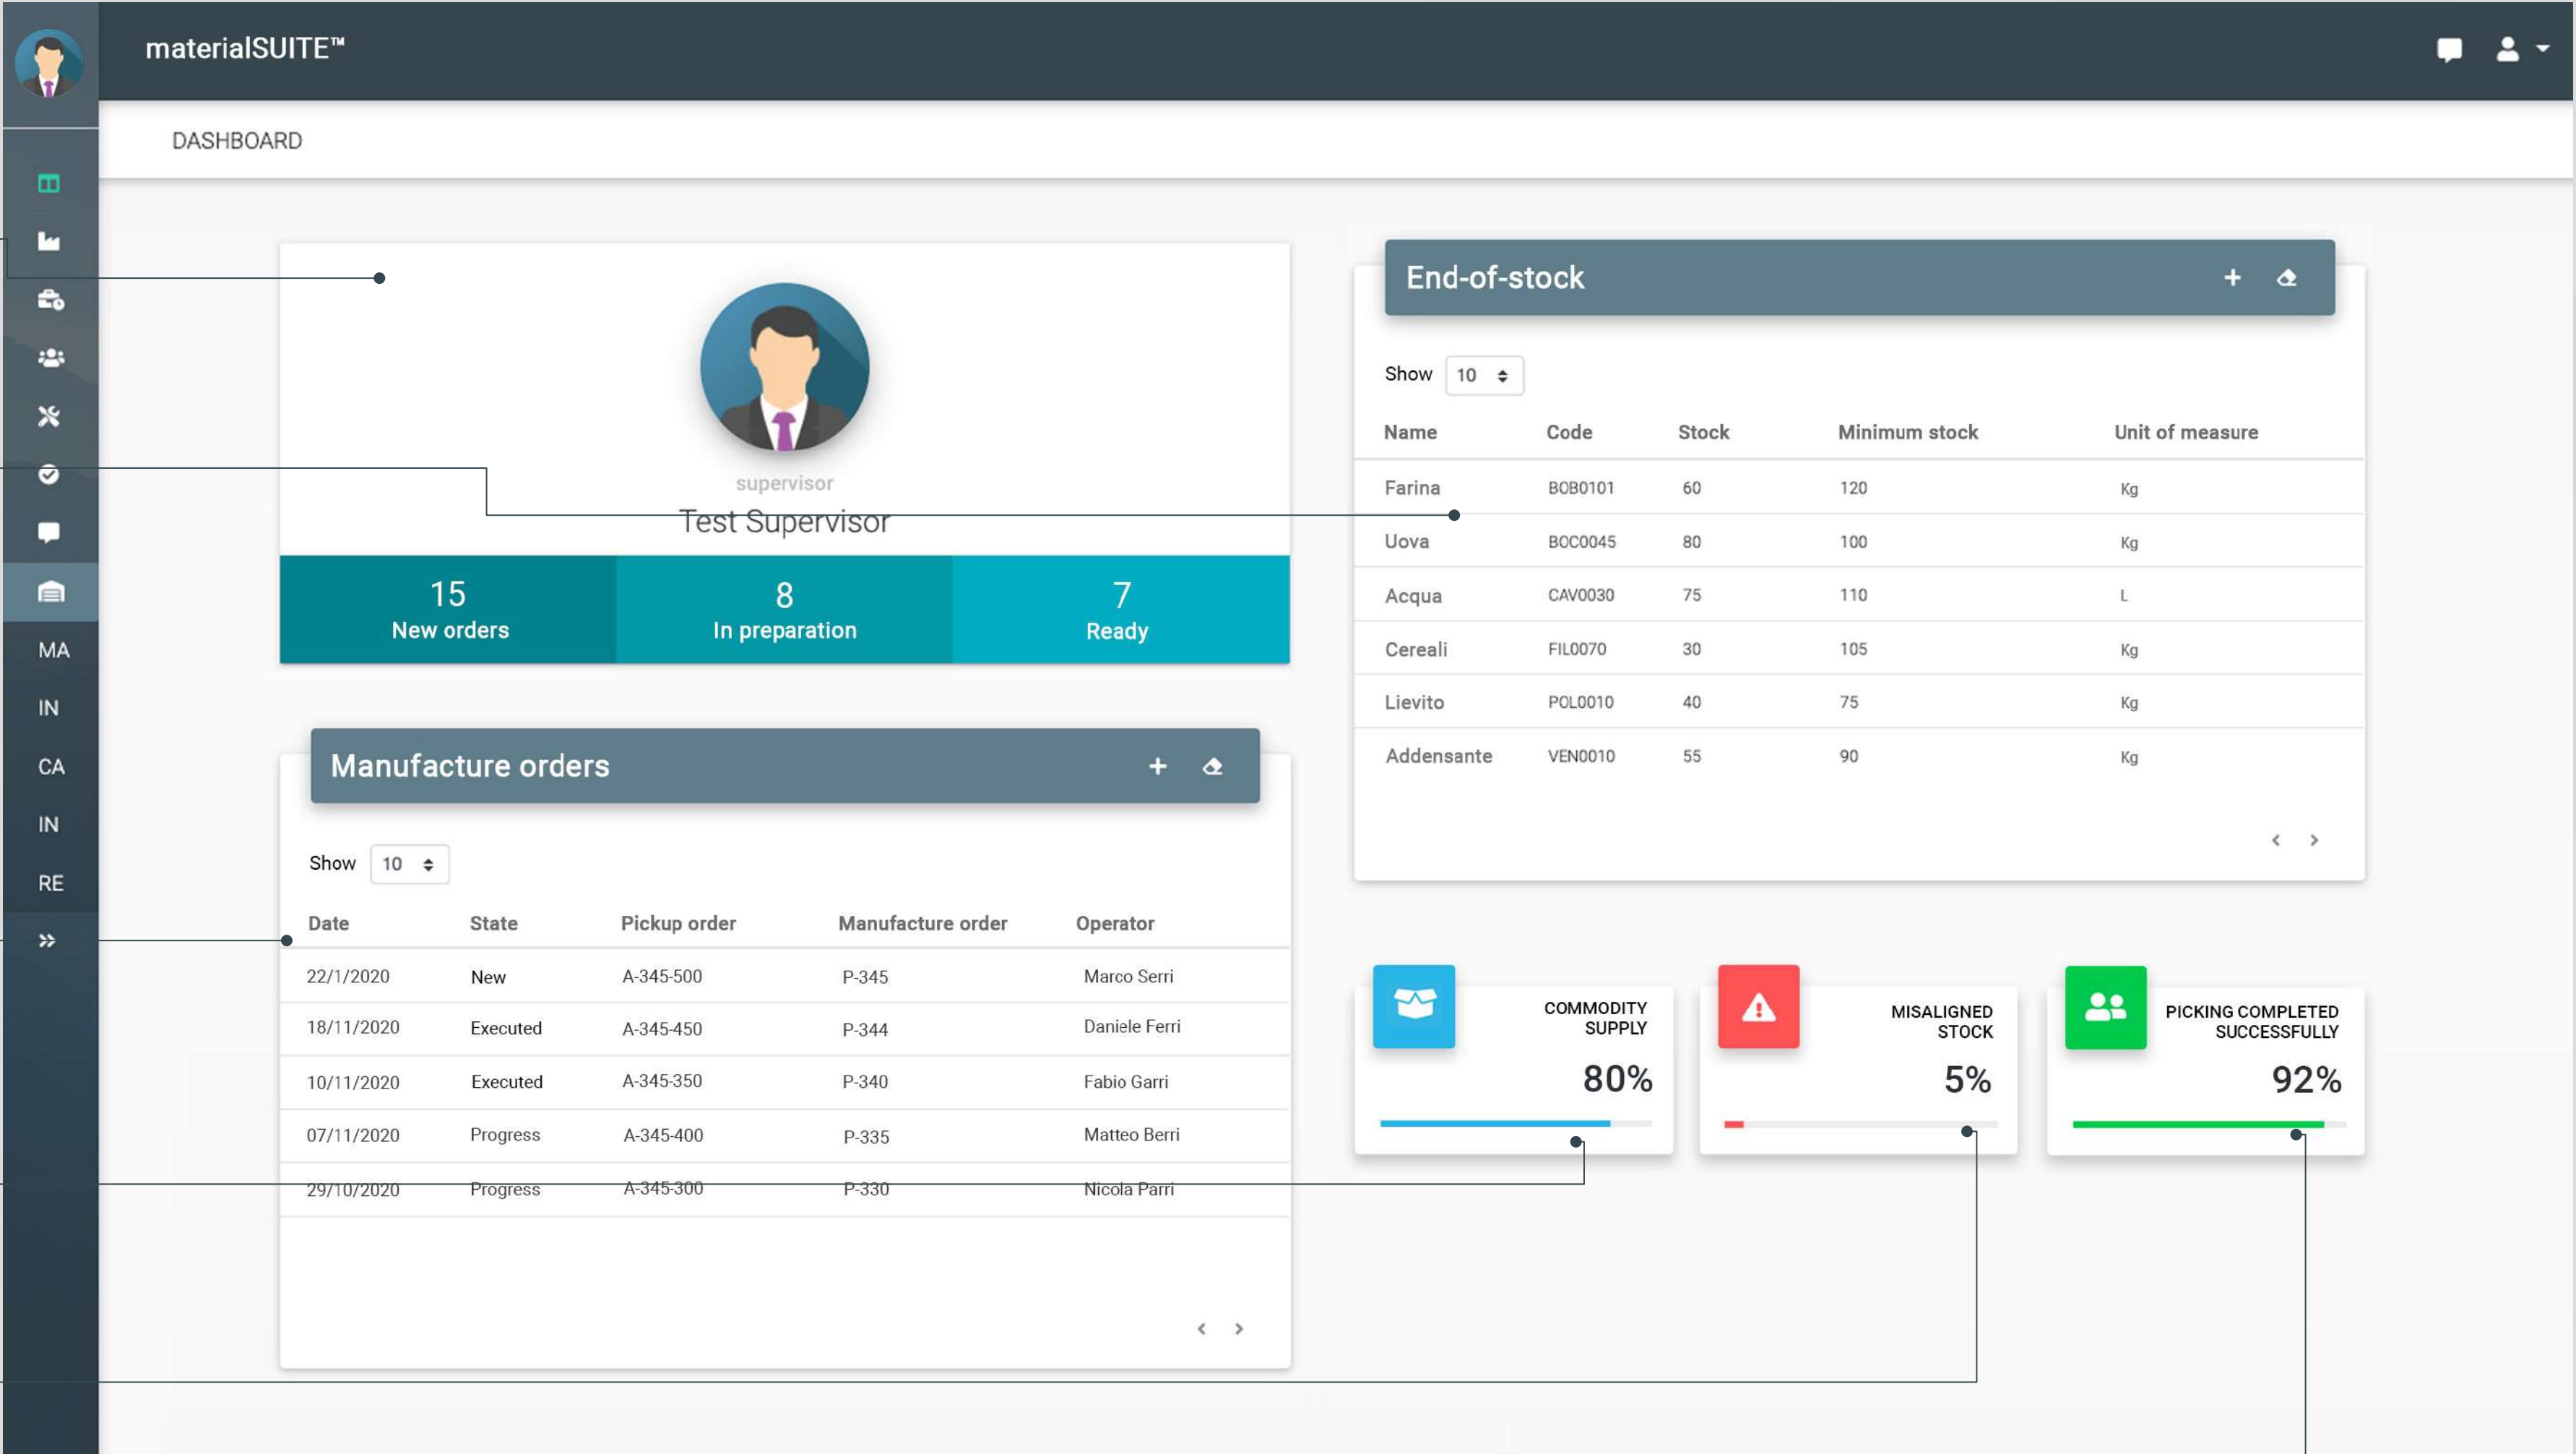 materialSUITE™
DASHBOARD
supervisor
Test Supervisor
15
New orders
8
In preparation
7
Ready
Manufacture orders
Show 10
Date State Pickup order Manufacture order Operator
22/1/2020 New A-345-500 P-345 Marco Serri
18/11/2020 Executed A-345-450 P-344 Daniele Ferri
10/11/2020 Executed A-345-350 P-340 Fabio Garri
07/11/2020 Progress A-345-400 P-335 Matteo Berri
29/10/2020 Progress A-345-300 P-330 Nicola Parri
End-of-stock
Show 10
Name Code Stock Minimum stock Unit of measure
Farina BOB0101 60 120 Kg
Uova BOC0045 80 100 Kg
Acqua CAV0030 75 110 L
Cereali FIL0070 30 105 Kg
Lievito POL0010 40 75 Kg
Addensante VEN0010 55 90 Kg
COMMODITY
SUPPLY
80%
MISALIGNED
STOCK
5%
PICKING COMPLETED
SUCCESSFULLY
92%
MA
IN
CA
IN
RE